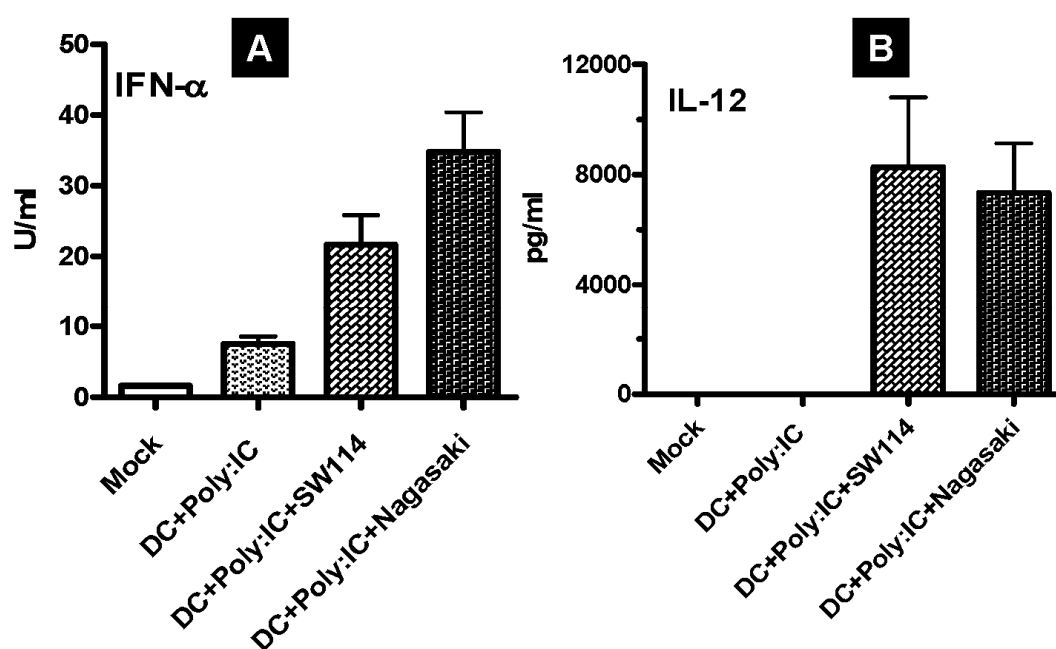 A
IFN-α
U/ml
50
40
30
20
10
0
Mock
DC+Poly:IC
DC+Poly:IC+SW114
DC+Poly:IC+Nagasaki
B
IL-12
pg/ml
12000
8000
4000
0
Mock
DC+Poly:IC
DC+Poly:IC+SW114
DC+Poly:IC+Nagasaki